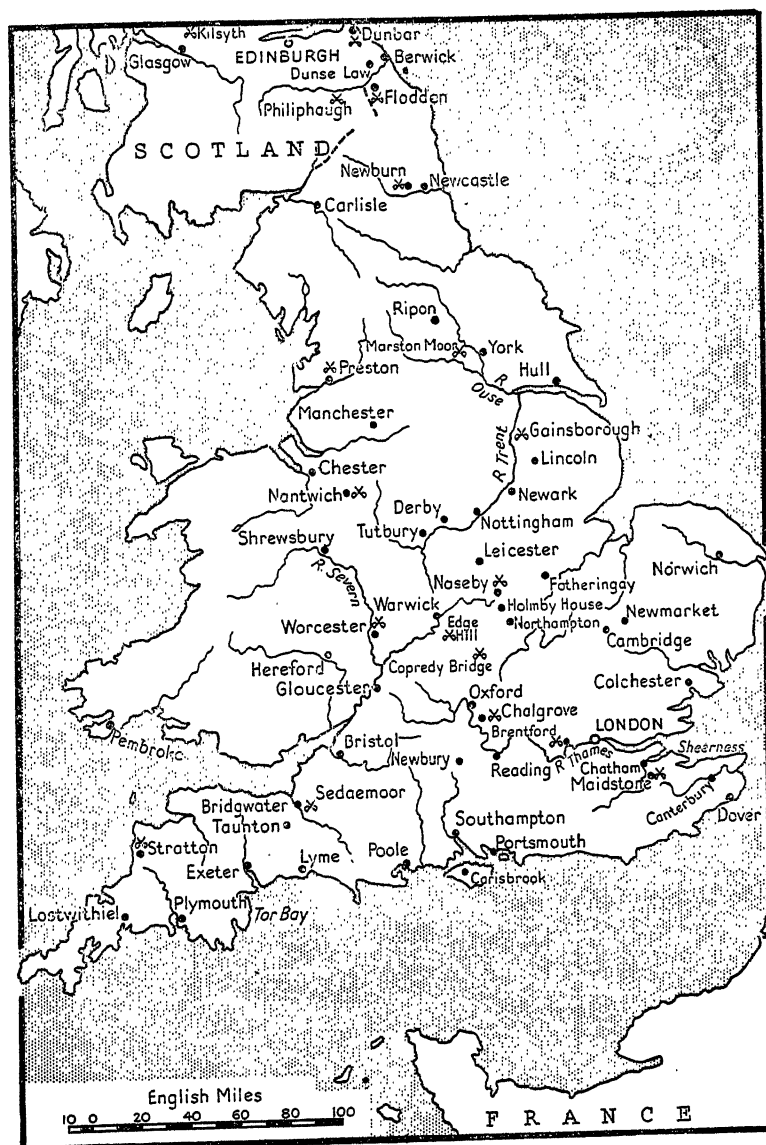 Kilsyth
Dunbar
EDINBURGH
Berwick
Glasgow
Dunse Law
Philiphaugh
Flodden
SCOTLAND
Newburn
Newcastle
Carlisle
Ripon
Marston Moor
York
Preston
R Ouse
Hull
Manchester
Gainsborough
R Trent
Lincoln
Chester
Nantwich
Newark
Derby
Nottingham
Tutbury
Shrewsbury
Leicester
R. Severn
Naseby
Fotheringay
Norwich
Warwick
Holmby House
Newmarket
Worcester
Edge Hill
Northampton
Cambridge
Hereford
Copredy Bridge
Gloucester
Colchester
Oxford
Chalgrove
Pembroke
Brentford
LONDON
Bristol
Newbury
Reading
R Thames
Sheerness
Chatham
Maidstone
Canterbury
Bridgwater
Sedaemoor
Dover
Taunton
Southampton
Stratton
Portsmouth
Exeter
Lyme
Poole
Carisbrook
Lostwithiel
Plymouth
Tor Bay
English Miles
10 0 20 40 60 80 100
FRANCE